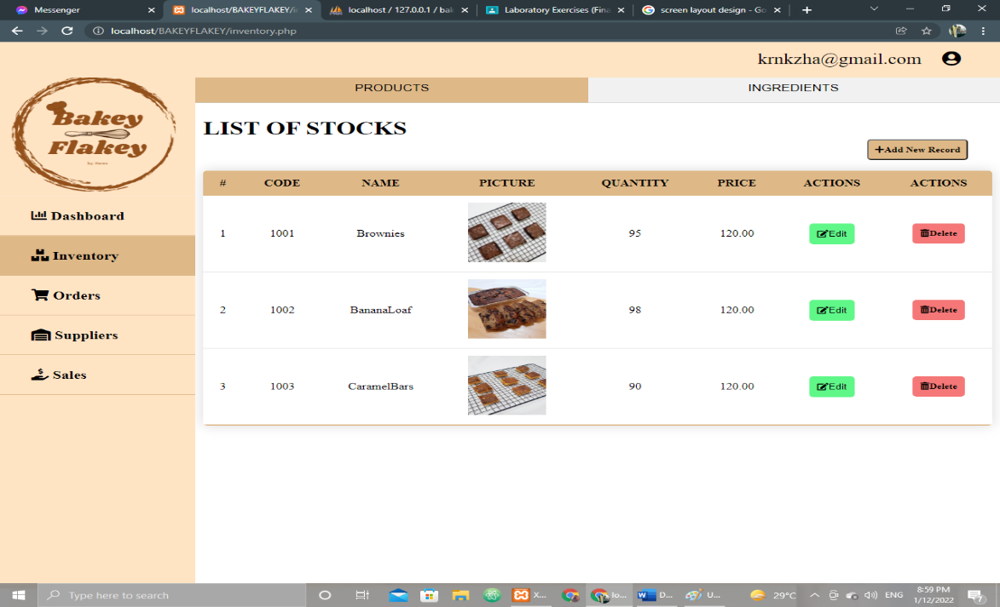 Messenger
localhost/BAKEYFLAKEY/i
localhost / 127.0.0.1 / bak
Laboratory Exercises (Fina
screen layout design - Go
localhost/BAKEYFLAKEY/inventory.php
krnkzha@gmail.com
Bakey
Flakey
PRODUCTS INGREDIENTS
LIST OF STOCKS
+Add New Record
# CODE NAME PICTURE QUANTITY PRICE ACTIONS ACTIONS
1 1001 Brownies 95 120.00 Edit Delete
2 1002 BananaLoaf 98 120.00 Edit Delete
3 1003 CaramelBars 90 120.00 Edit Delete
Dashboard
Inventory
Orders
Suppliers
Sales
Type here to search
X...
lo...
D...
U...
29°C
ENG
8:59 PM
1/12/2022
7